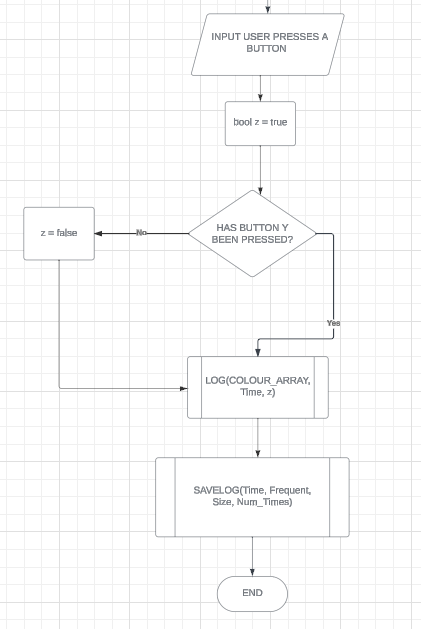 INPUT USER PRESSES A
BUTTON
bool z = true
HAS BUTTON Y
BEEN PRESSED?
No
z = false
Yes
LOG(COLOUR_ARRAY,
Time, z)
SAVELOG(Time, Frequent,
Size, Num_Times)
END